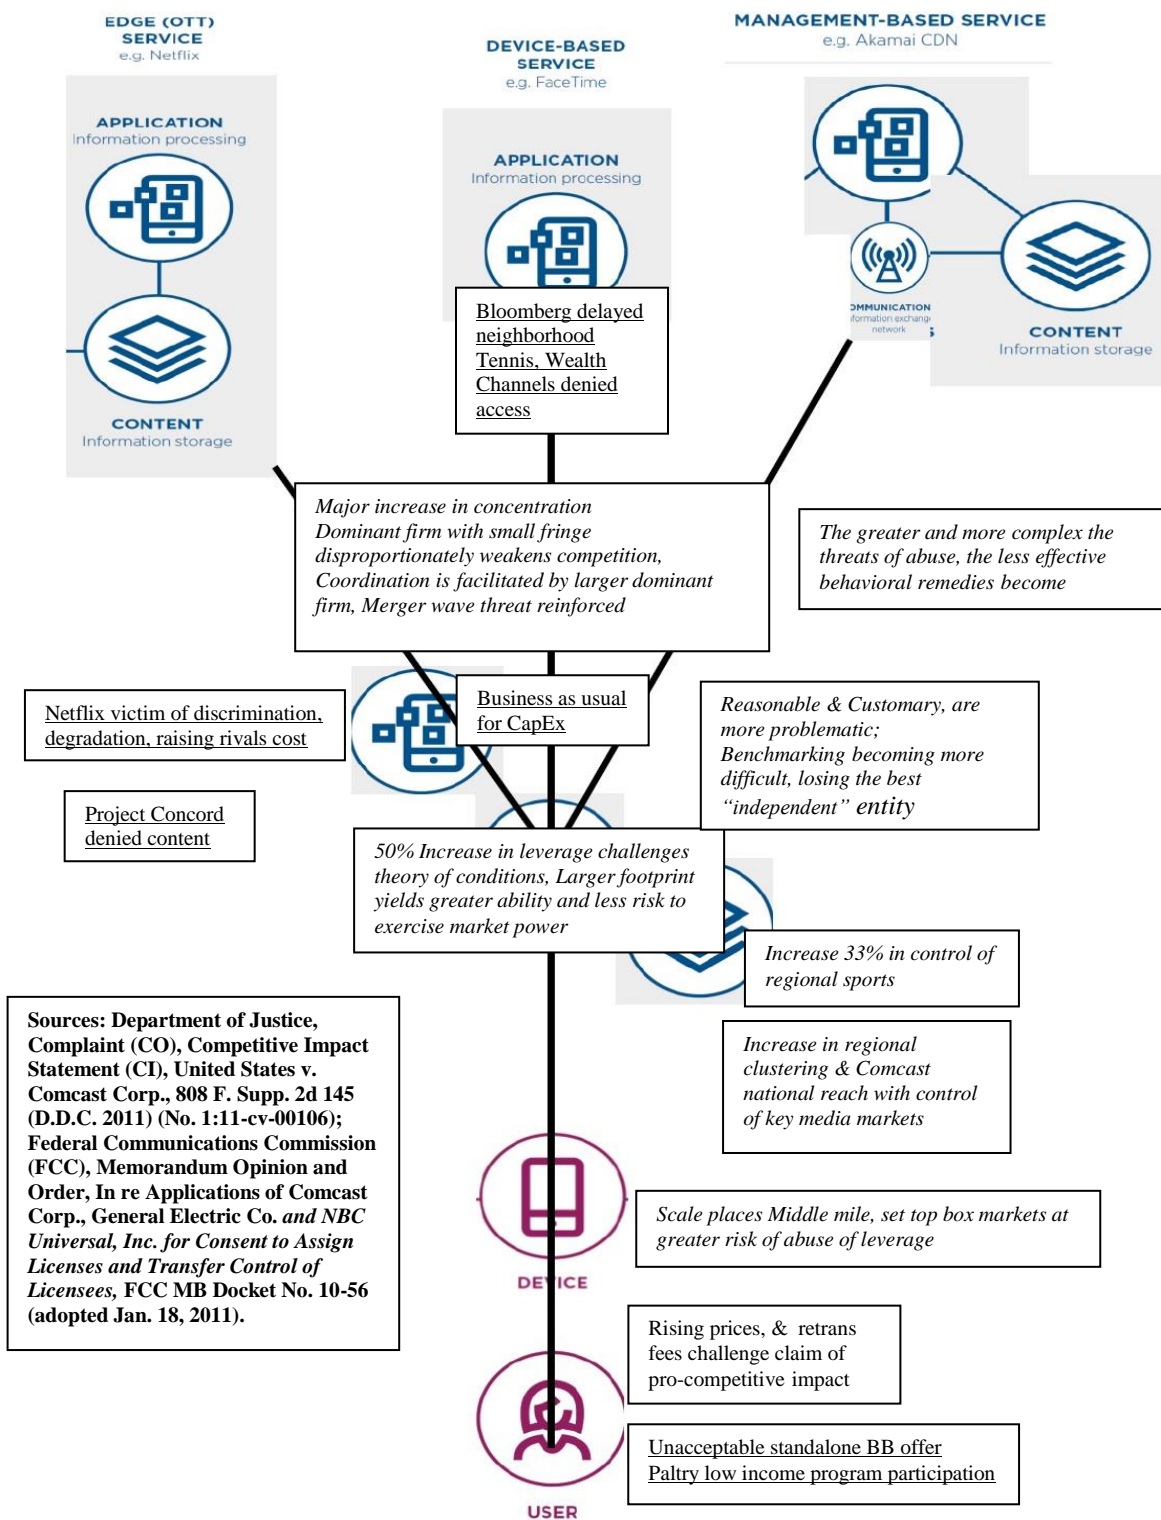 EDGE (OTT)
SERVICE
e.g. Netflix
DEVICE-BASED
SERVICE
e.g. FaceTime
MANAGEMENT-BASED SERVICE
e.g. Akamai CDN
APPLICATION
Information processing
CONTENT
Information storage
APPLICATION
Information processing
OMMUNICATION
formation exchang
network
CONTENT
Information storage
Bloomberg delayed
neighborhood
Tennis, Wealth
Channels denied
access
Major increase in concentration
Dominant firm with small fringe
disproportionately weakens competition,
Coordination is facilitated by larger dominant
firm, Merger wave threat reinforced
The greater and more complex the
threats of abuse, the less effective
behavioral remedies become
Netflix victim of discrimination,
degradation, raising rivals cost
Business as usual
for CapEx
Reasonable & Customary, are
more problematic;
Benchmarking becoming more
difficult, losing the best
“independent” entity
Project Concord
denied content
50% Increase in leverage challenges
theory of conditions, Larger footprint
yields greater ability and less risk to
exercise market power
Increase 33% in control of
regional sports
Sources: Department of Justice,
Complaint (CO), Competitive Impact
Statement (CI), United States v.
Comcast Corp., 808 F. Supp. 2d 145
(D.D.C. 2011) (No. 1:11-cv-00106);
Federal Communications Commission
(FCC), Memorandum Opinion and
Order, In re Applications of Comcast
Corp., General Electric Co. and NBC
Universal, Inc. for Consent to Assign
Licenses and Transfer Control of
Licensees, FCC MB Docket No. 10-56
(adopted Jan. 18, 2011).
Increase in regional
clustering & Comcast
national reach with control
of key media markets
Scale places Middle mile, set top box markets at
greater risk of abuse of leverage
DEVICE
Rising prices, & retrans
fees challenge claim of
pro-competitive impact
Unacceptable standalone BB offer
Paltry low income program participation
USER